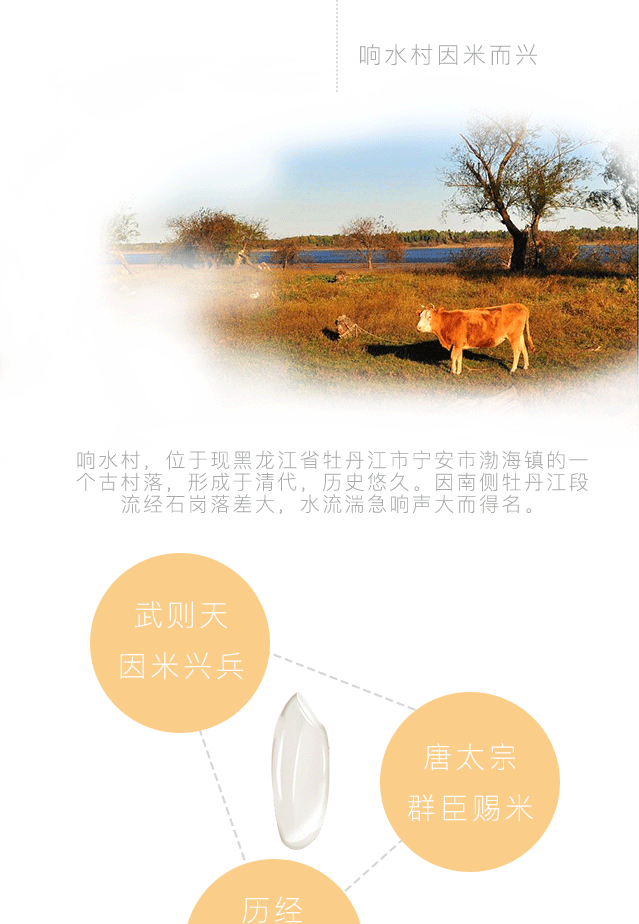 响水村因米而兴
响水村，位于现黑龙江省牡丹江市宁安市渤海镇的一
个古村落，形成于清代，历史悠久。因南侧牡丹江段
流经石岗落差大，水流湍急响声大而得名。
武则天
因米兴兵
唐太宗
群臣赐米
历经